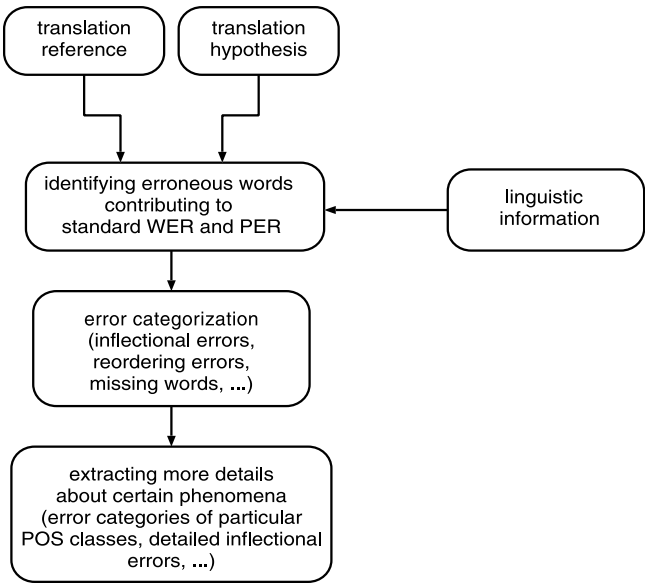 translation
reference
translation
hypothesis
identifying erroneous words
contributing to
standard WER and PER
linguistic
information
error categorization
(inflectional errors,
reordering errors,
missing words, ...)
extracting more details
about certain phenomena
(error categories of particular
POS classes, detailed inflectional
errors, ...)